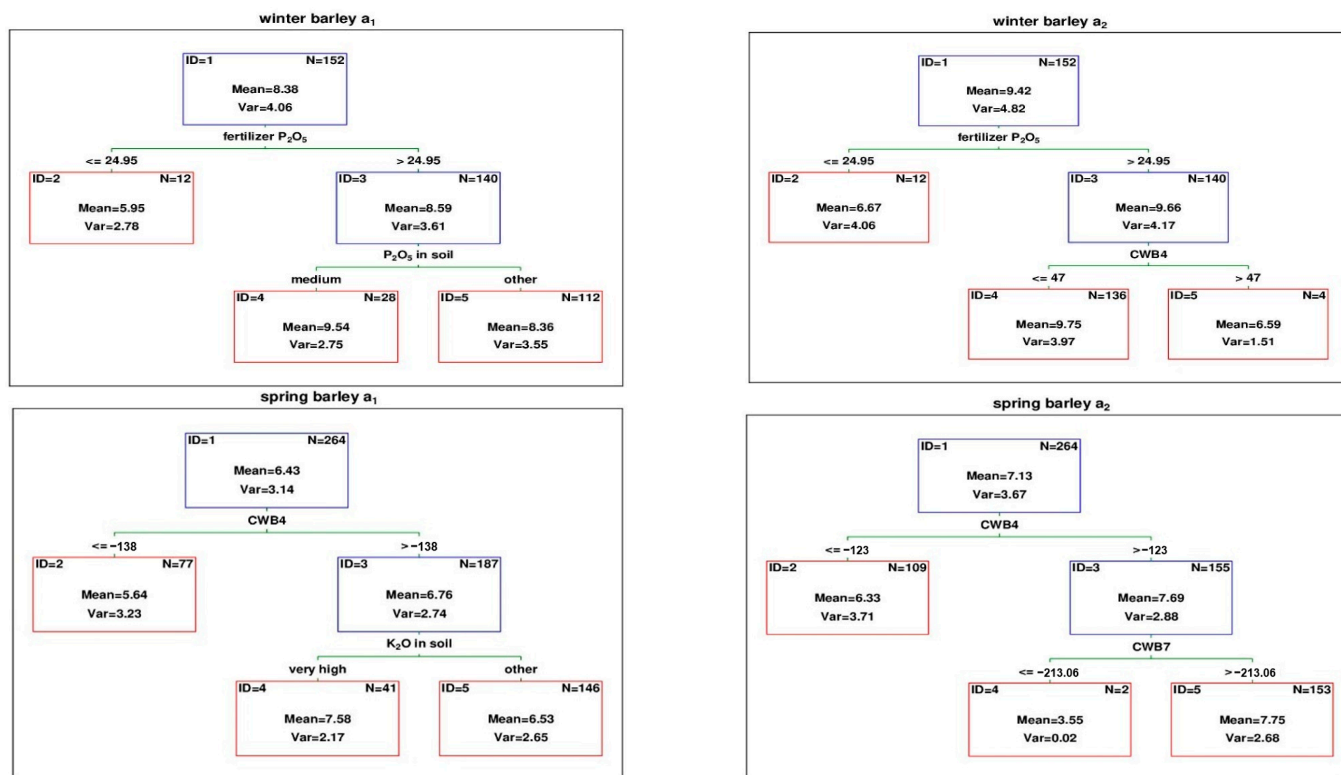 winter barley a₁
ID=1 N=152
Mean=8.38
Var=4.06
fertilizer P₂O₅
<= 24.95 > 24.95
ID=2 N=12
Mean=5.95
Var=2.78
ID=3 N=140
Mean=8.59
Var=3.61
P₂O₅ in soil
medium other
ID=4 N=28
Mean=9.54
Var=2.75
ID=5 N=112
Mean=8.36
Var=3.55
winter barley a₂
ID=1 N=152
Mean=9.42
Var=4.82
fertilizer P₂O₅
<= 24.95 > 24.95
ID=2 N=12
Mean=6.67
Var=4.06
ID=3 N=140
Mean=9.66
Var=4.17
CWB4
<= 47 > 47
ID=4 N=136
Mean=9.75
Var=3.97
ID=5 N=4
Mean=6.59
Var=1.51
spring barley a₁
ID=1 N=264
Mean=6.43
Var=3.14
CWB4
<= −138 >−138
ID=2 N=77
Mean=5.64
Var=3.23
ID=3 N=187
Mean=6.76
Var=2.74
K₂O in soil
very high other
ID=4 N=41
Mean=7.58
Var=2.17
ID=5 N=146
Mean=6.53
Var=2.65
spring barley a₂
ID=1 N=264
Mean=7.13
Var=3.67
CWB4
<= −123 >−123
ID=2 N=109
Mean=6.33
Var=3.71
ID=3 N=155
Mean=7.69
Var=2.88
CWB7
<= −213.06 >−213.06
ID=4 N=2
Mean=3.55
Var=0.02
ID=5 N=153
Mean=7.75
Var=2.68